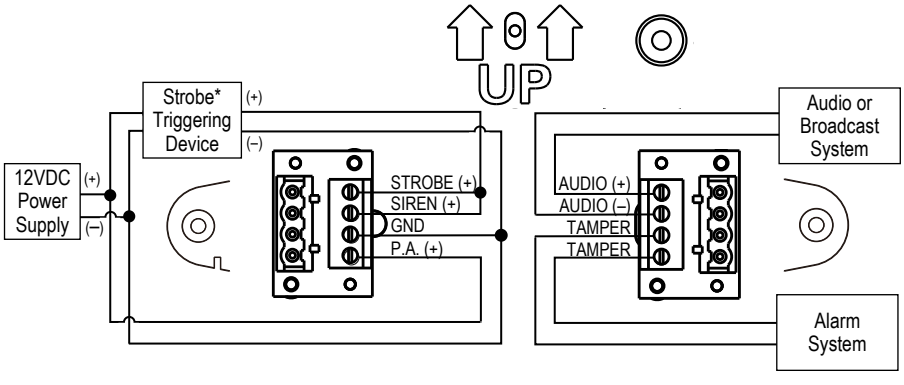 UP
Strobe*
Triggering
Device
(+)
(–)
12VDC
Power
Supply
(+)
(–)
STROBE (+)
SIREN (+)
GND
P.A. (+)
AUDIO (+)
AUDIO (–)
TAMPER
TAMPER
Audio or
Broadcast
System
Alarm
System